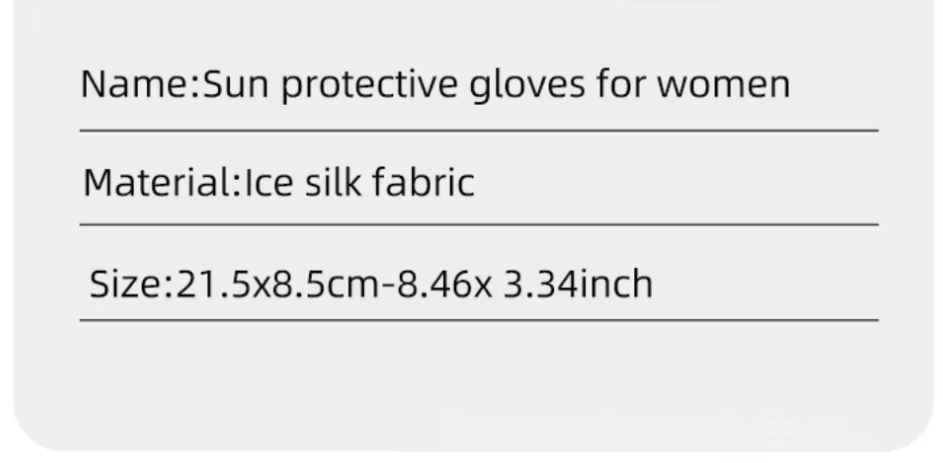 Name:Sun protective gloves for women
Material:Ice silk fabric
Size:21.5x8.5cm-8.46x 3.34inch